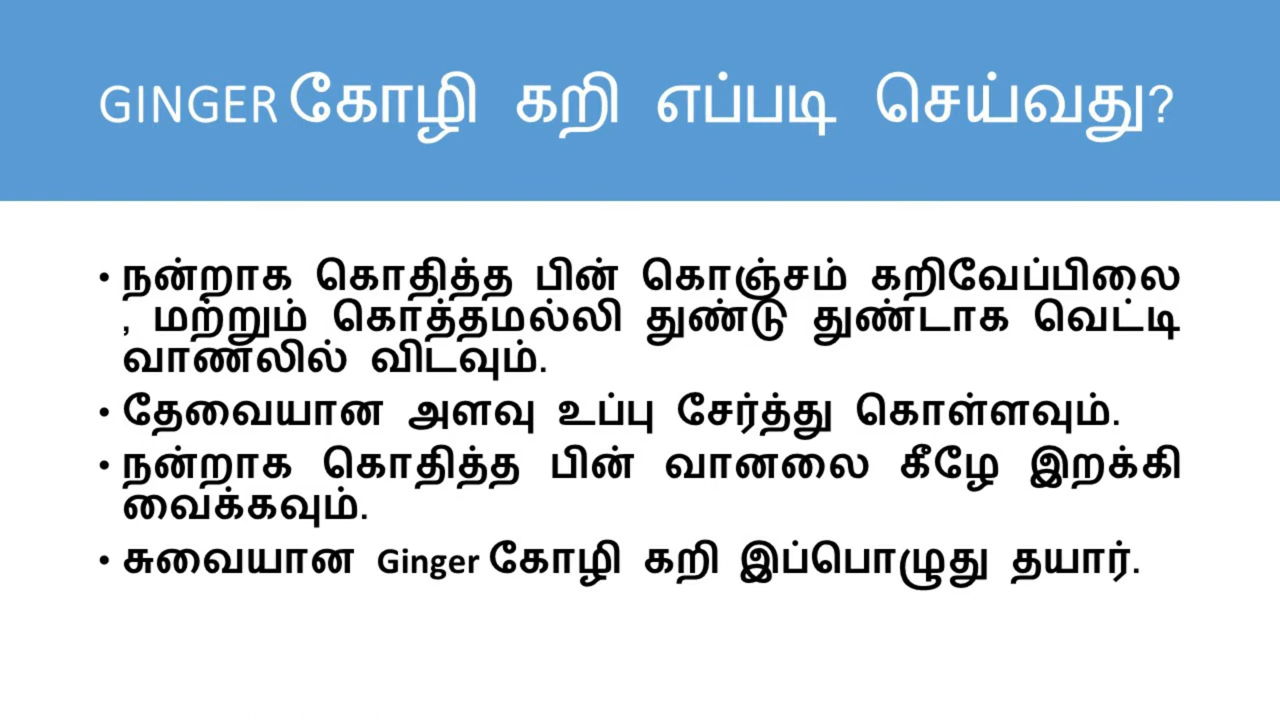 GINGER கோழி கறி எப்படி செய்வது?
• நன்றாக கொதித்த பின் கொஞ்சம் கறிவேப்பிலை
, மற்றும் கொத்தமல்லி துண்டு துண்டாக வெட்டி
வாணலில் விடவும்.
• தேவையான அளவு உப்பு சேர்த்து கொள்ளவும்.
• நன்றாக கொதித்த பின் வானலை கீழே இறக்கி
வைக்கவும்.
• சுவையான Ginger கோழி கறி இப்பொழுது தயார்.